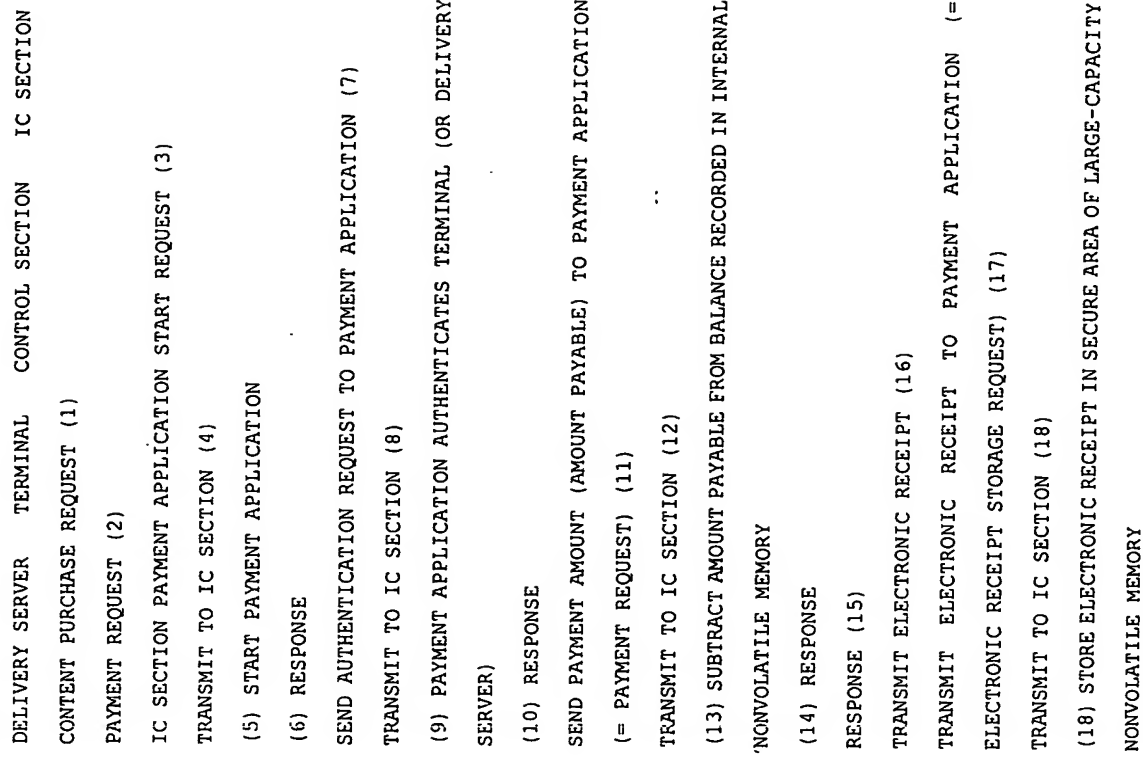 DELIVERY SERVER TERMINAL CONTROL SECTION IC SECTION
CONTENT PURCHASE REQUEST (1)
PAYMENT REQUEST (2)
IC SECTION PAYMENT APPLICATION START REQUEST (3)
TRANSMIT TO IC SECTION (4)
(5) START PAYMENT APPLICATION
(6) RESPONSE
SEND AUTHENTICATION REQUEST TO PAYMENT APPLICATION (7)
TRANSMIT TO IC SECTION (8)
(9) PAYMENT APPLICATION AUTHENTICATES TERMINAL (OR DELIVERY
SERVER)
(10) RESPONSE
SEND PAYMENT AMOUNT (AMOUNT PAYABLE) TO PAYMENT APPLICATION
(= PAYMENT REQUEST) (11)
TRANSMIT TO IC SECTION (12)
(13) SUBTRACT AMOUNT PAYABLE FROM BALANCE RECORDED IN INTERNAL
'NONVOLATILE MEMORY
(14) RESPONSE
RESPONSE (15)
TRANSMIT ELECTRONIC RECEIPT (16)
TRANSMIT ELECTRONIC RECEIPT TO PAYMENT APPLICATION (=
ELECTRONIC RECEIPT STORAGE REQUEST) (17)
TRANSMIT TO IC SECTION (18)
(18) STORE ELECTRONIC RECEIPT IN SECURE AREA OF LARGE-CAPACITY
NONVOLATILE MEMORY